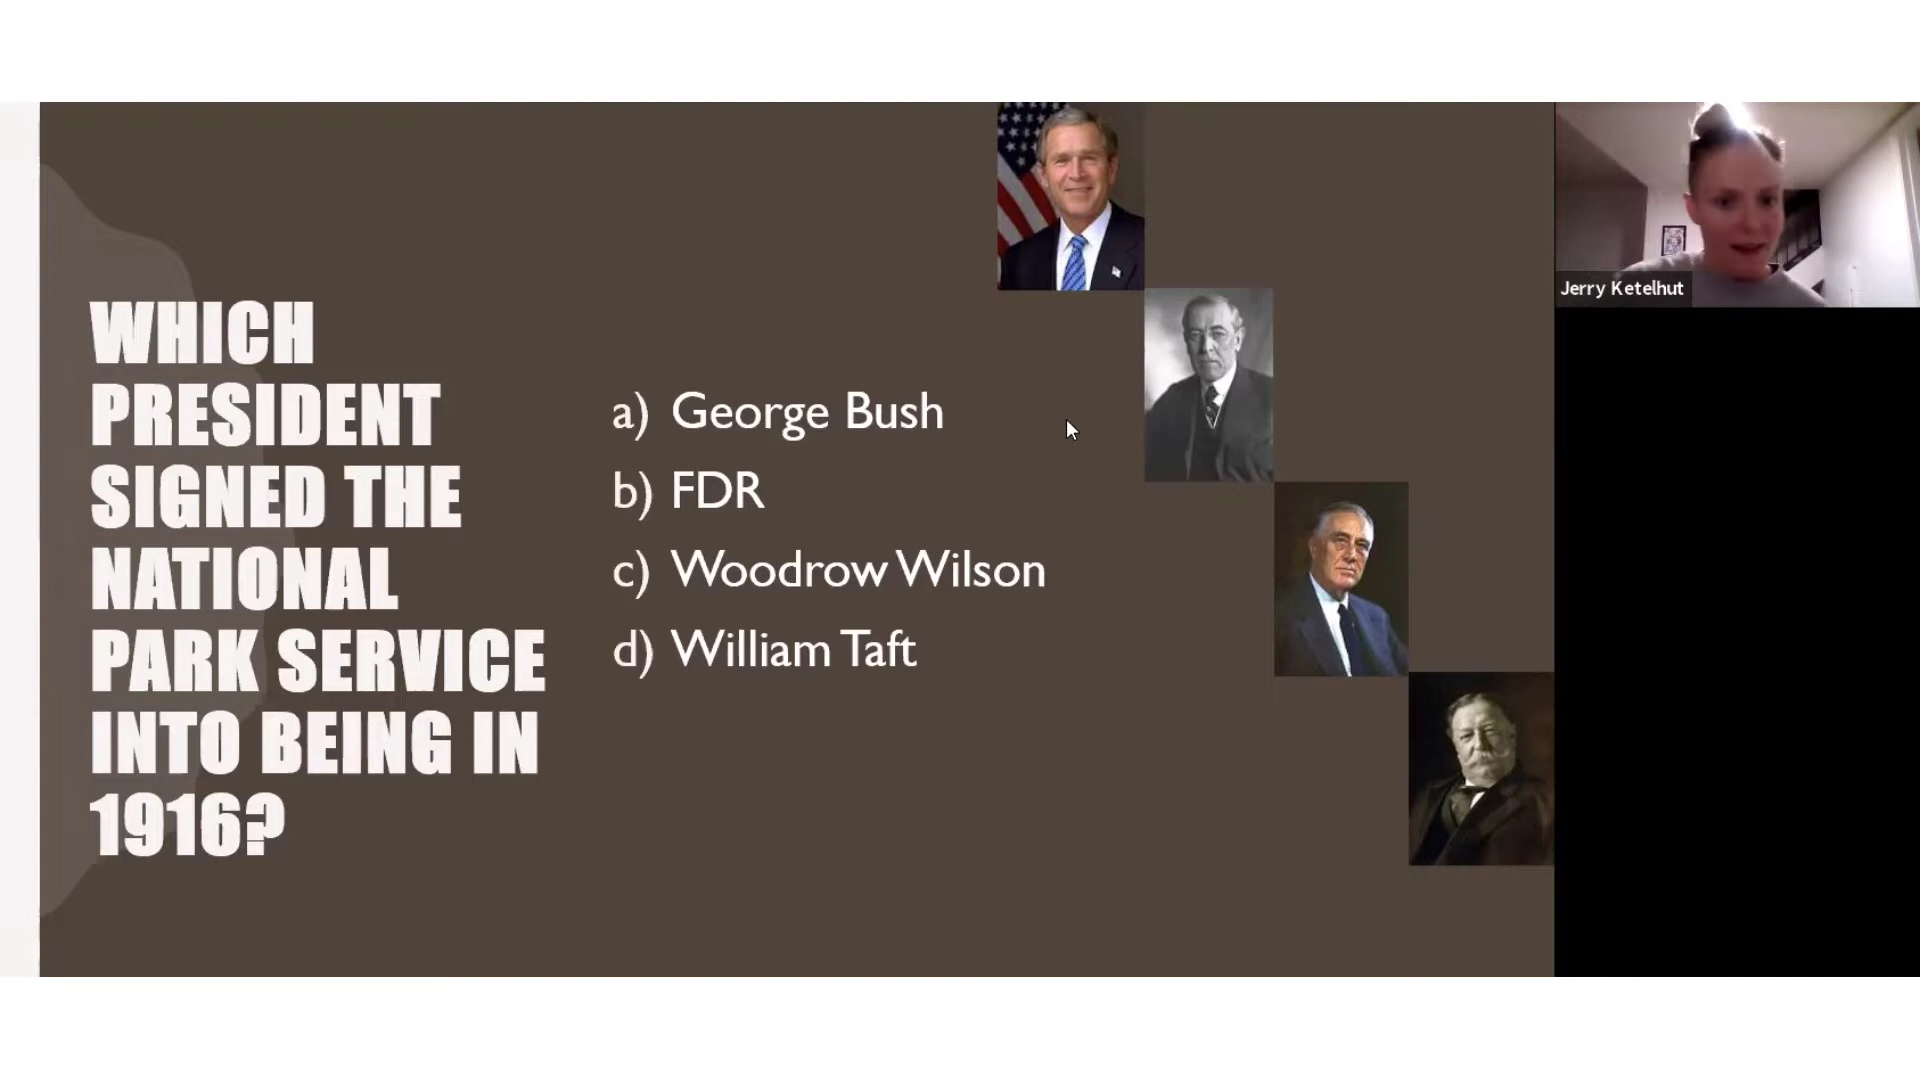 WHICH
PRESIDENT
SIGNED THE
NATIONAL
PARK SERVICE
INTO BEING IN
1916?
a) George Bush
b) FDR
c) Woodrow Wilson
d) William Taft
Jerry Ketelhut